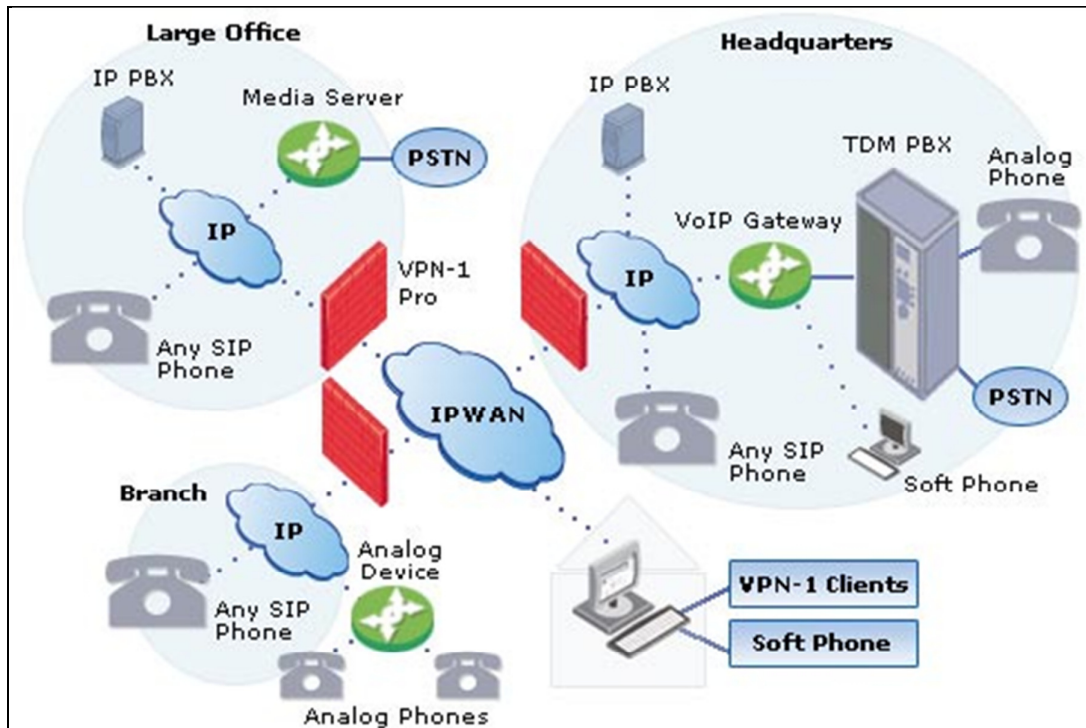 Large Office
IP PBX
Media Server
PSTN
IP
VPN-1
Pro
Any SIP
Phone
Headquarters
IP PBX
TDM PBX
Analog
Phone
VoIP Gateway
IP
PSTN
Any SIP
Phone
Soft Phone
IPWAN
Branch
IP
Analog
Device
Any SIP
Phone
Analog Phones
VPN-1 Clients
Soft Phone